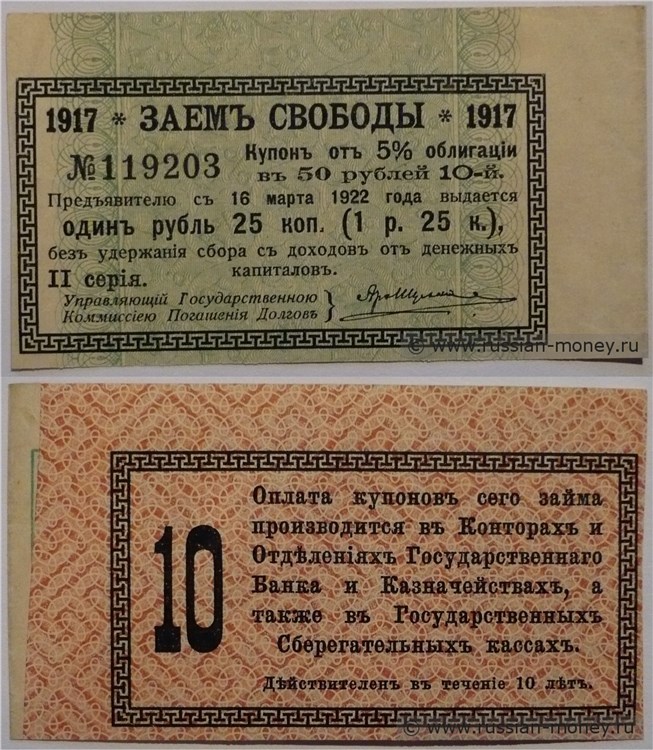 1917 * ЗАЕМЪ СВОБОДЫ * 1917
№119203 Купонъ отъ 5% облигаціи
въ 50 рублей 10-й.
Предъявителю съ 16 марта 1922 года выдается
одинъ рубль 25 коп. (1 р. 25 к.),
безъ удержанія сбора съ доходовъ отъ денежныхъ
капиталовъ.
II серія.
Управляющій Государственною
Коммиссіею Погашенія Долговъ }
© www.russian-money.ru
10
Оплата купоновъ сего займа
производится въ Конторахъ и
Отдѣленіяхъ Государственнаго
Банка и Казначействахъ, а
также въ Государственныхъ
Сберегательныхъ кассахъ.
Дѣйствителенъ въ теченіе 10 лѣтъ.
© www.russian-money.ru